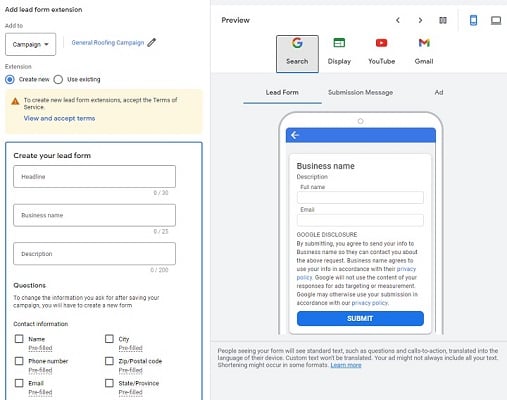 Add lead form extension
Add to
Campaign
General Roofing Campaign
Extension
Create new
Use existing
To create new lead form extensions, accept the Terms of
Service.
View and accept terms
Create your lead form
Headline
0 / 30
Business name
0 / 25
Description
0 / 200
Questions
To change the information you ask for after saving your
campaign, you will have to create a new form
Contact information
Name
Pre-filled
City
Pre-filled
Phone number
Pre-filled
Zip/Postal code
Pre-filled
Email
Pre-filled
State/Province
Pre-filled
Preview
Search
Display
YouTube
Gmail
Lead Form
Submission Message
Ad
Business name
Description
Full name
Email
GOOGLE DISCLOSURE
By submitting, you agree to send your info to
Business name so they can contact you about
the above request. Business name agrees to
use your info in accordance with their privacy
policy. Google will not use the content of your
responses for ads targeting or measurement.
Google may otherwise use your submission in
accordance with our privacy policy.
SUBMIT
People seeing your form will see standard text, such as questions and calls-to-action, translated into the
language of their device. Custom text won't be translated. Your ad might not always include all your text.
Shortening might occur in some formats. Learn more